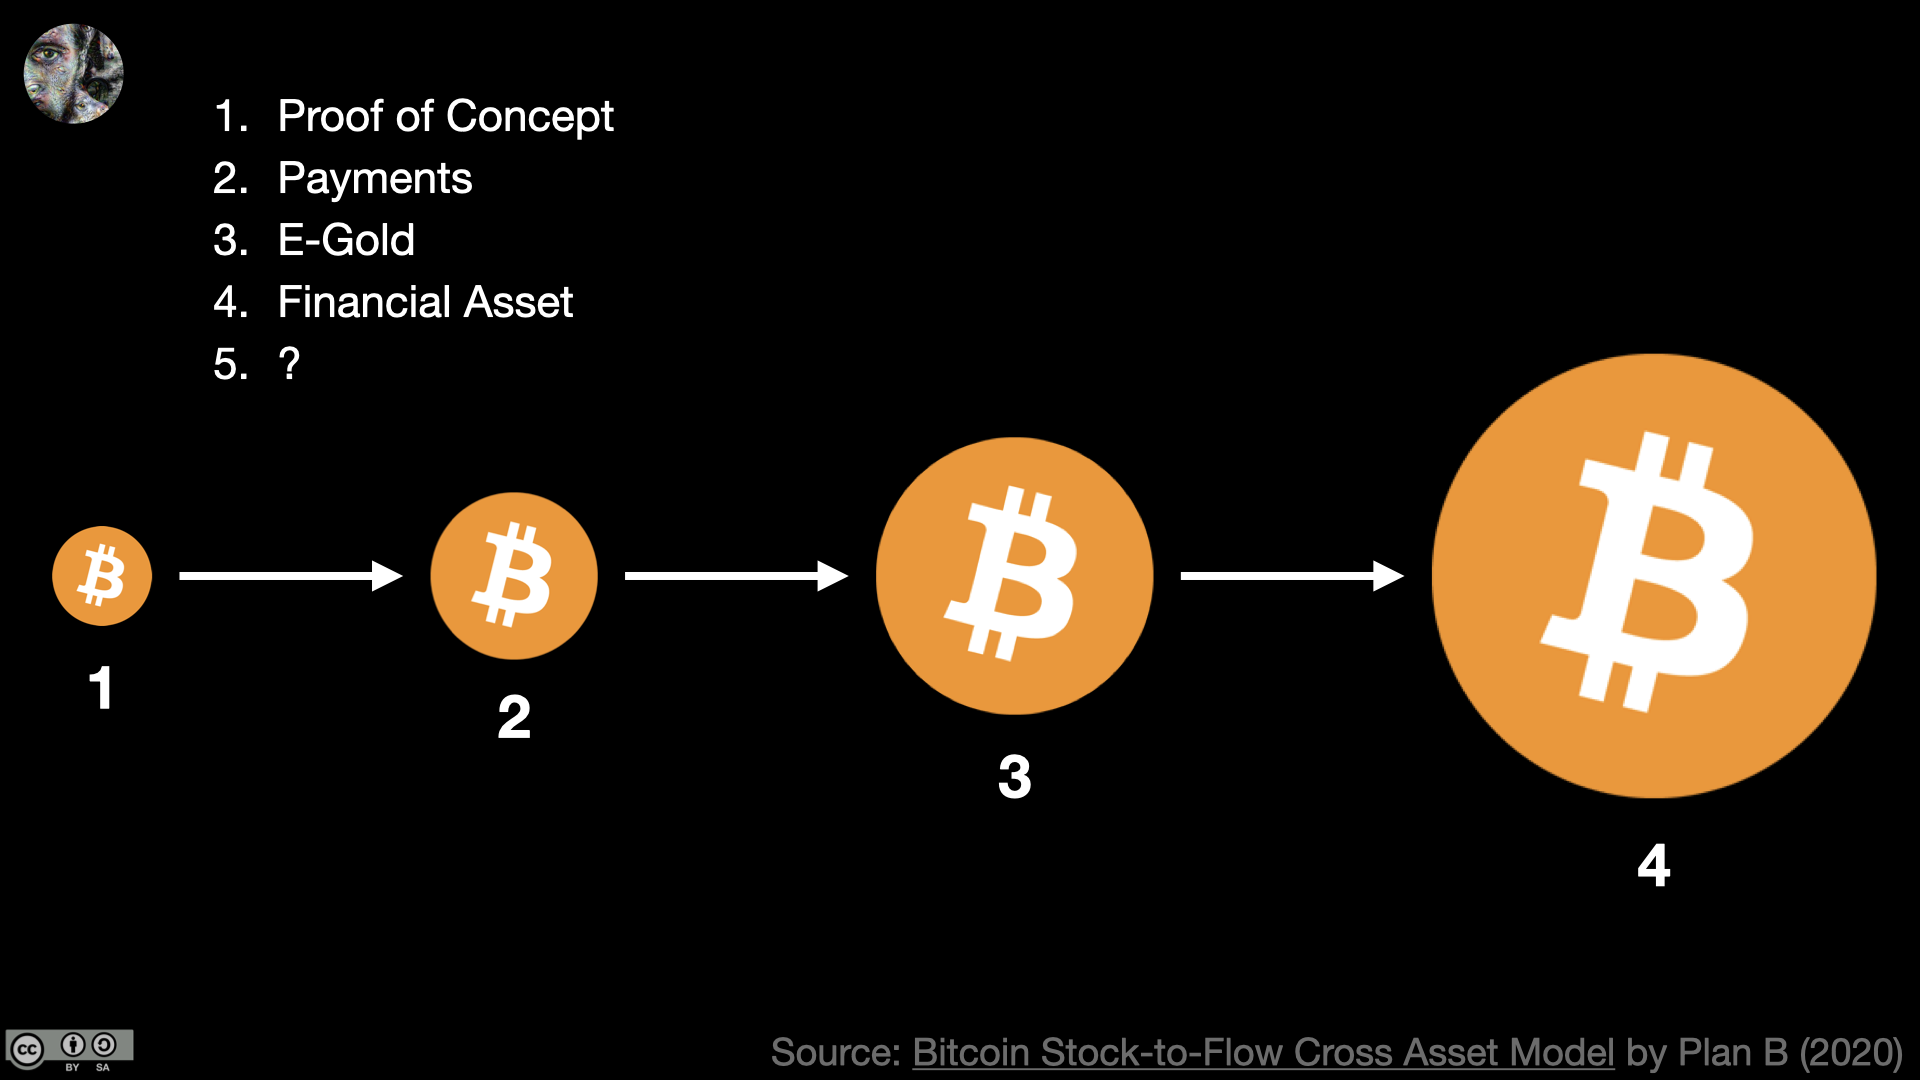 1. Proof of Concept
2. Payments
3. E-Gold
4. Financial Asset
5. ?
1
2
3
4
cc BY SA
Source: Bitcoin Stock-to-Flow Cross Asset Model by Plan B (2020)